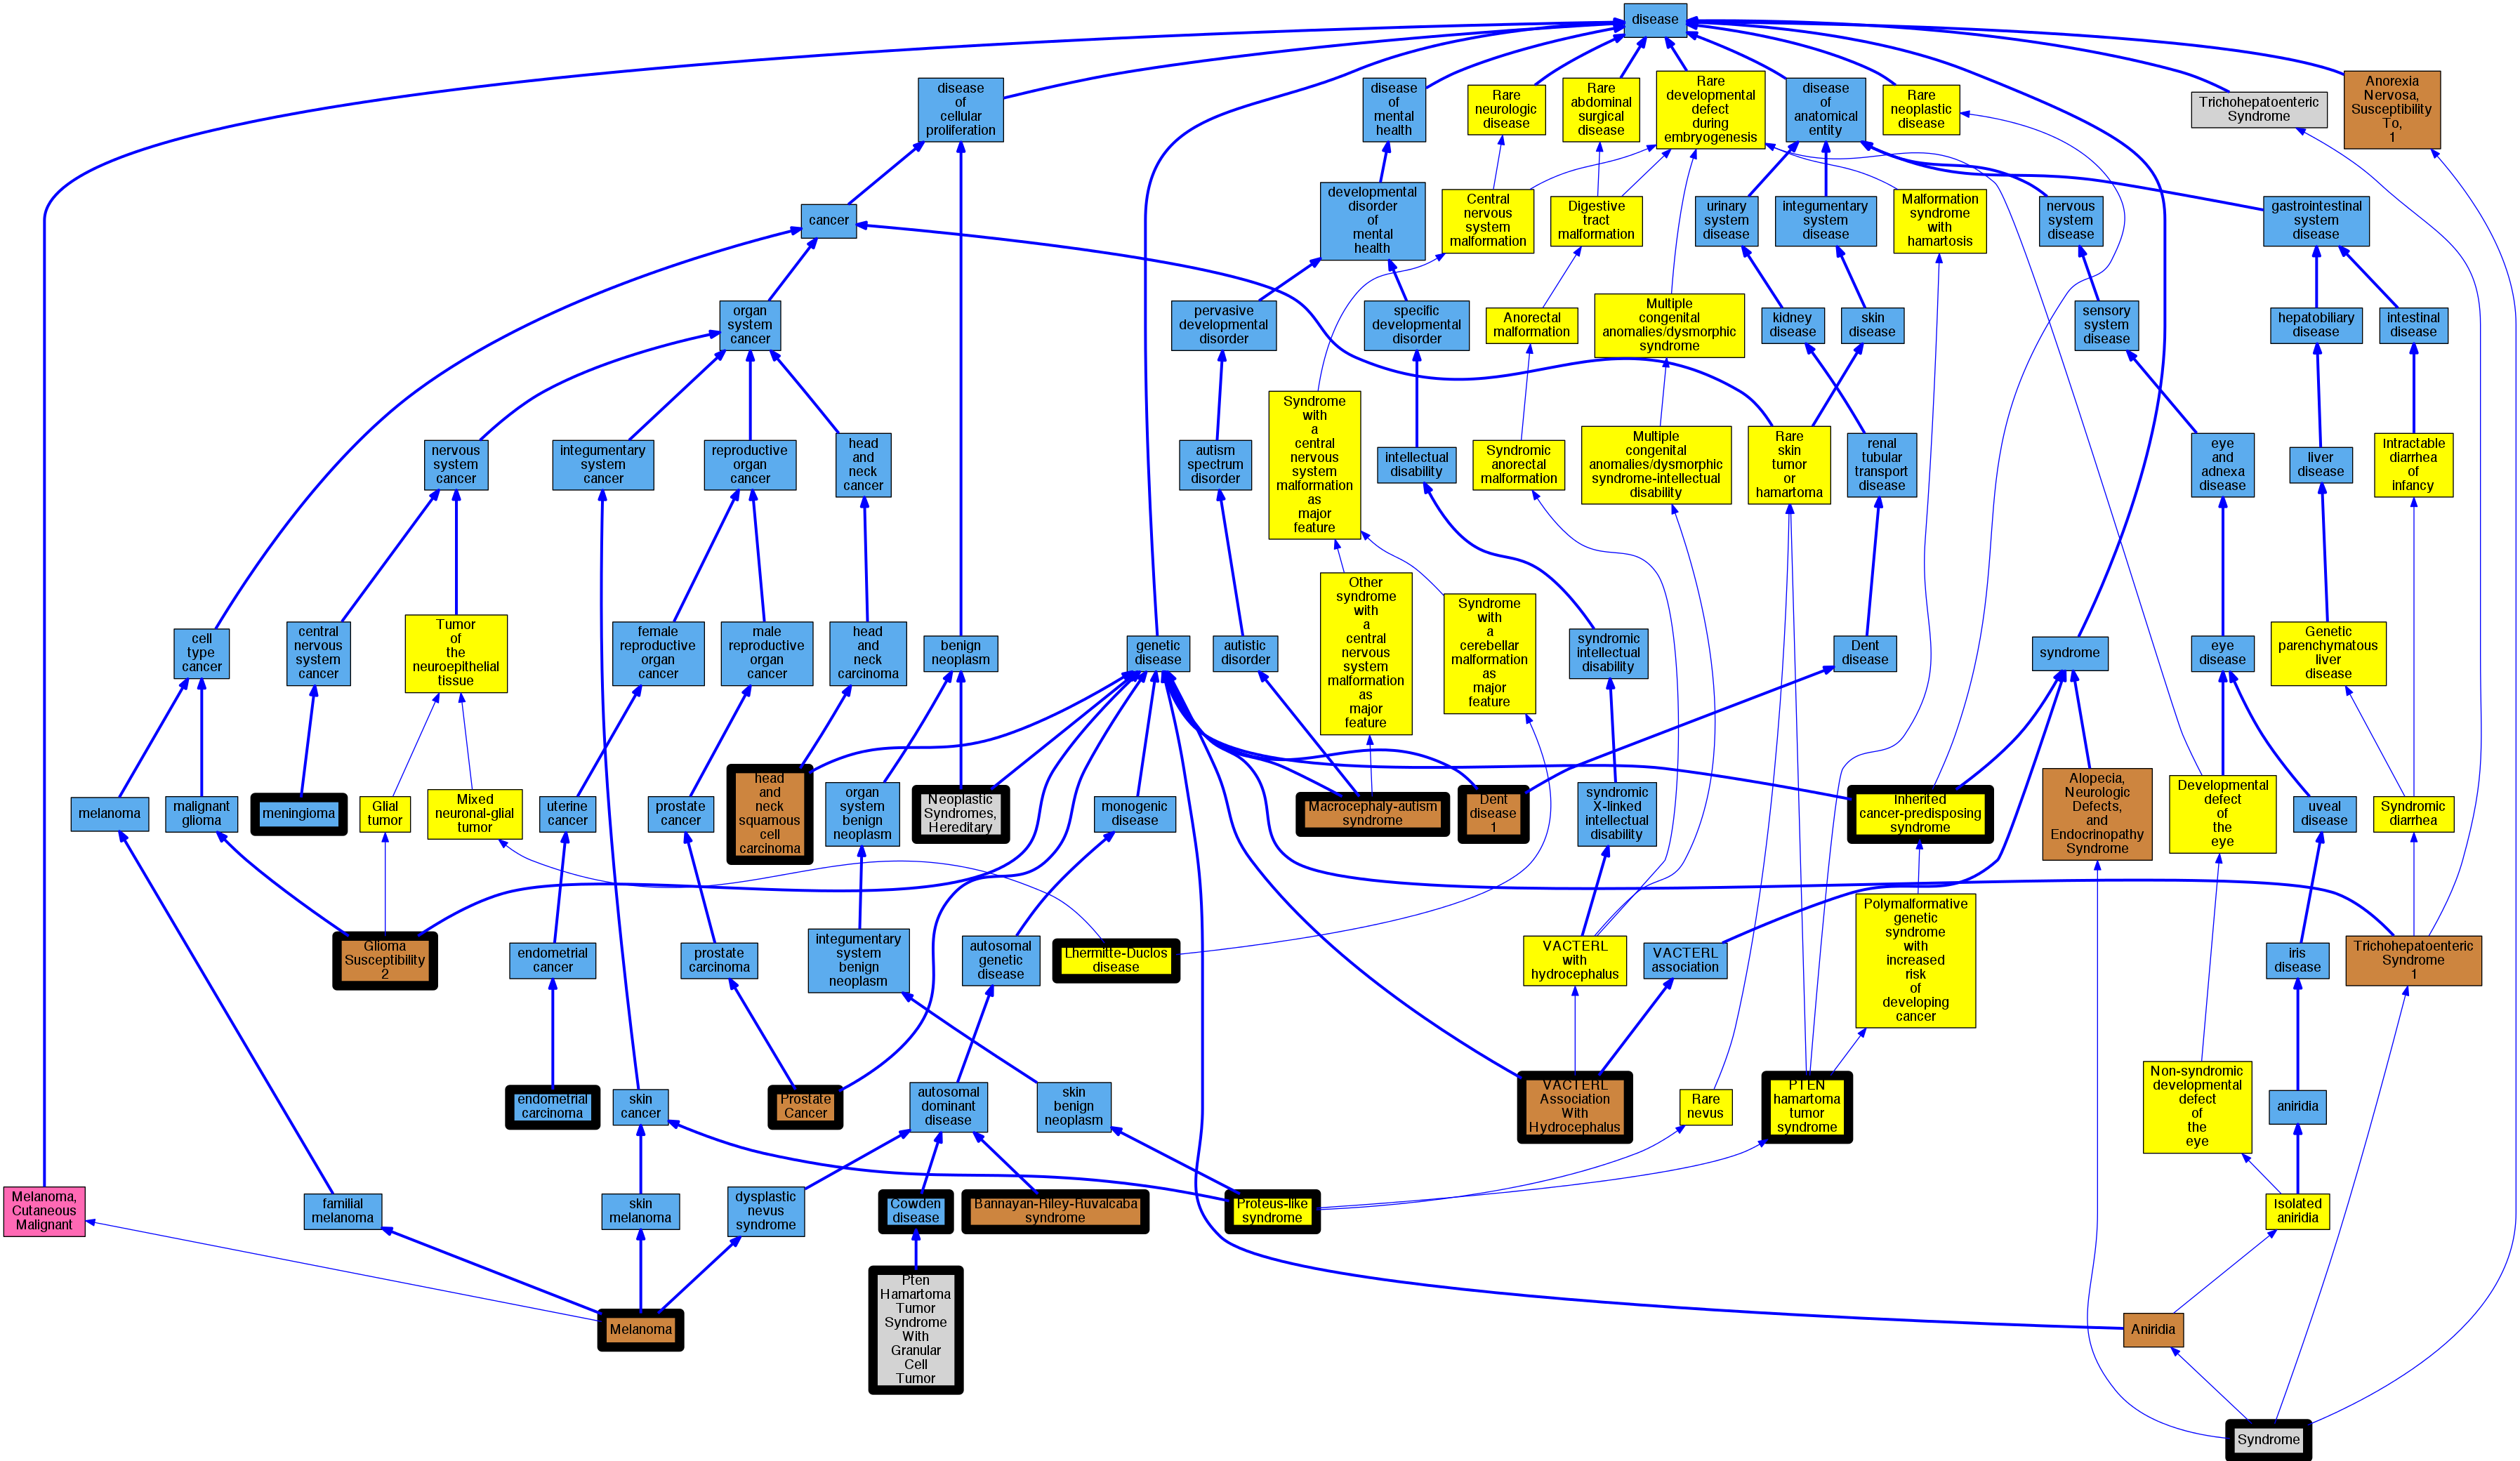 disease
disease
of
cellular
proliferation
disease
of
mental
health
Rare
neurologic
disease
Rare
abdominal
surgical
disease
Rare
developmental
defect
during
embryogenesis
disease
of
anatomical
entity
Rare
neoplastic
disease
Trichohepatoenteric
Syndrome
Anorexia
Nervosa,
Susceptibility
To,
1
cancer
developmental
disorder
of
mental
health
Central
nervous
system
malformation
Digestive
tract
malformation
urinary
system
disease
integumentary
system
disease
Malformation
syndrome
with
hamartosis
nervous
system
disease
gastrointestinal
system
disease
organ
system
cancer
pervasive
developmental
disorder
specific
developmental
disorder
Anorectal
malformation
Multiple
congenital
anomalies/dysmorphic
syndrome
kidney
disease
skin
disease
sensory
system
disease
hepatobiliary
disease
intestinal
disease
nervous
system
cancer
integumentary
system
cancer
reproductive
organ
cancer
head
and
neck
cancer
autism
spectrum
disorder
Syndrome
with
a
central
nervous
system
malformation
as
major
feature
intellectual
disability
Syndromic
anorectal
malformation
Multiple
congenital
anomalies/dysmorphic
syndrome-intellectual
disability
Rare
skin
tumor
or
hamartoma
renal
tubular
transport
disease
eye
and
adnexa
disease
liver
disease
Intractable
diarrhea
of
infancy
cell
type
cancer
central
nervous
system
cancer
Tumor
of
the
neuroepithelial
tissue
female
reproductive
organ
cancer
male
reproductive
organ
cancer
head
and
neck
carcinoma
benign
neoplasm
genetic
disease
autistic
disorder
Other
syndrome
with
a
central
nervous
system
malformation
as
major
feature
Syndrome
with
a
cerebellar
malformation
as
major
feature
syndromic
intellectual
disability
Dent
disease
syndrome
eye
disease
Genetic
parenchymatous
liver
disease
melanoma
malignant
glioma
meningioma
Glial
tumor
Mixed
neuronal-glial
tumor
uterine
cancer
prostate
cancer
head
and
neck
squamous
cell
carcinoma
organ
system
benign
neoplasm
Neoplastic
Syndromes,
Hereditary
monogenic
disease
Macrocephaly-autism
syndrome
Dent
disease
1
syndromic
X-linked
intellectual
disability
Inherited
cancer-predisposing
syndrome
Alopecia,
Neurologic
Defects,
and
Endocrinopathy
Syndrome
Developmental
defect
of
the
eye
uveal
disease
Syndromic
diarrhea
Glioma
Susceptibility
2
endometrial
cancer
prostate
carcinoma
integumentary
system
benign
neoplasm
autosomal
genetic
disease
Lhermitte-Duclos
disease
VACTERL
with
hydrocephalus
VACTERL
association
Polymalformative
genetic
syndrome
with
increased
risk
of
developing
cancer
iris
disease
Trichohepatoenteric
Syndrome
1
endometrial
carcinoma
skin
cancer
Prostate
Cancer
autosomal
dominant
disease
skin
benign
neoplasm
VACTERL
Association
With
Hydrocephalus
Rare
nevus
PTEN
hamartoma
tumor
syndrome
Non-syndromic
developmental
defect
of
the
eye
aniridia
Melanoma,
Cutaneous
Malignant
familial
melanoma
skin
melanoma
dysplastic
nevus
syndrome
Cowden
disease
Bannayan-Riley-Ruvalcaba
syndrome
Proteus-like
syndrome
Isolated
aniridia
Melanoma
Pten
Hamartoma
Tumor
Syndrome
With
Granular
Cell
Tumor
Aniridia
Syndrome